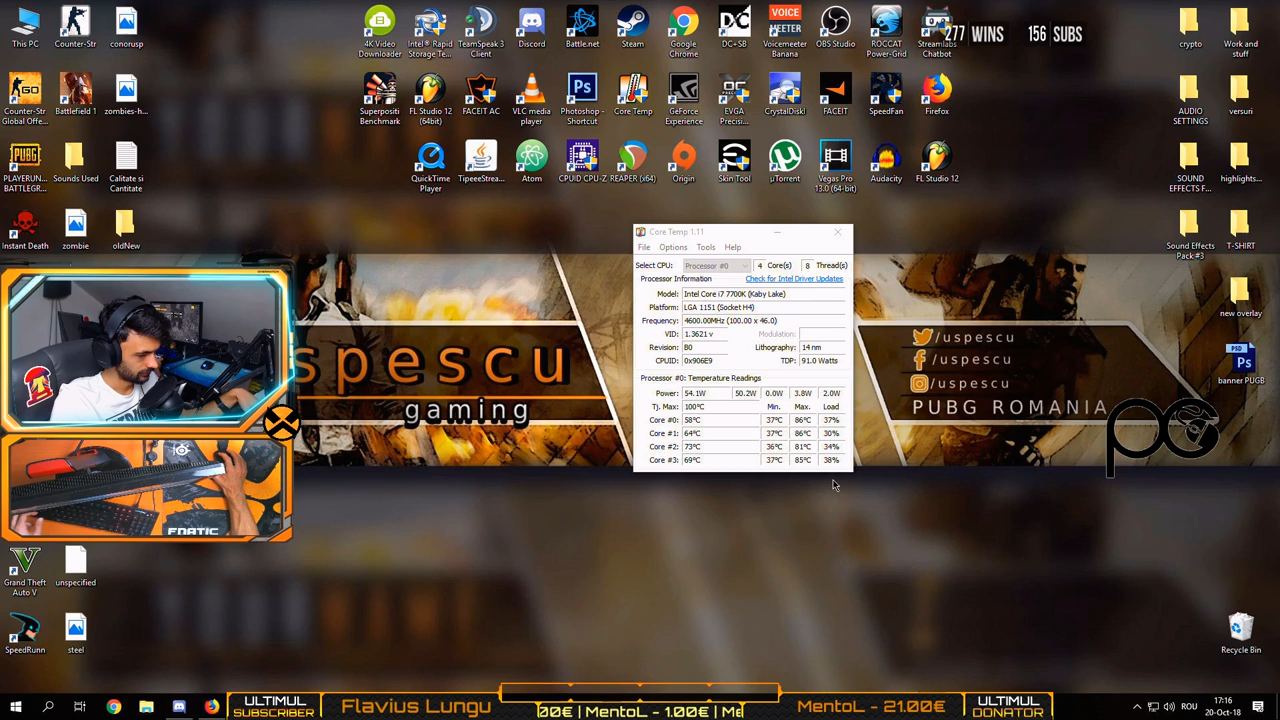 277 WINS
156 SUBS
This PC
Counter-Str
conorusp
4K Video
Downloader
Intel® Rapid
Storage Te...
TeamSpeak 3
Client
Discord
Battle.net
Steam
Google
Chrome
DC+SB
VOICE
MEETER
Voicemeeter
Banana
OBS Studio
ROCCAT
Power-Grid
Streamlabs
Chatbot
crypto
Work and
stuff
Counter-Str
Global Offe...
Battlefield 1
zombies-h...
Superpositi
Benchmark
FL Studio 12
(64bit)
FACEIT AC
VLC media
player
Photoshop -
Shortcut
Core Temp
GeForce
Experience
EVGA
Precisi...
CrystalDiskI
FACEIT
SpeedFan
Firefox
AUDIO
SETTINGS
versuri
PLAYERUN...
BATTLEGR...
Sounds Used
Calitate si
Cantitate
QuickTime
Player
TipeeeStrea...
Atom
CPUID CPU-Z
REAPER (x64)
Origin
Skin Tool
µTorrent
Vegas Pro
13.0 (64-bit)
Audacity
FL Studio 12
SOUND
EFFECTS F...
highlights...
Instant Death
zombie
oldNew
Sound Effects
Pack#3
T-SHIRT
new overlay
banner PUGB
Core Temp 1.11
File Options Tools Help
Select CPU: Processor #0 4 Core(s) 8 Thread(s)
Processor Information Check for Intel Driver Updates
Model: Intel Core i7 7700K (Kaby Lake)
Platform: LGA 1151 (Socket H4)
Frequency: 4600.00MHz (100.00 x 46.0)
VID: 1.3621 v Modulation:
Revision: B0 Lithography: 14 nm
CPUID: 0x906E9 TDP: 91.0 Watts
Processor #0: Temperature Readings
Power: 54.1W 50.2W 0.0W 3.8W 2.0W
Tj. Max: 100°C Min. Max. Load
Core #0: 58°C 37°C 86°C 37%
Core #1: 64°C 37°C 86°C 30%
Core #2: 73°C 36°C 81°C 34%
Core #3: 69°C 37°C 85°C 38%
spescu
gaming
/uspescu
/uspescu
/uspescu
PUBG ROMANIA
FNATIC
Grand Theft
Auto V
unspecified
SpeedRunn
steel
Recycle Bin
ULTIMUL
SUBSCRIBER
Flavius Lungu
00€ | MentoL - 1.00€ | Me
MentoL - 21.00€
ULTIMUL
DONATOR
ROU
17:16
20-Oct-18